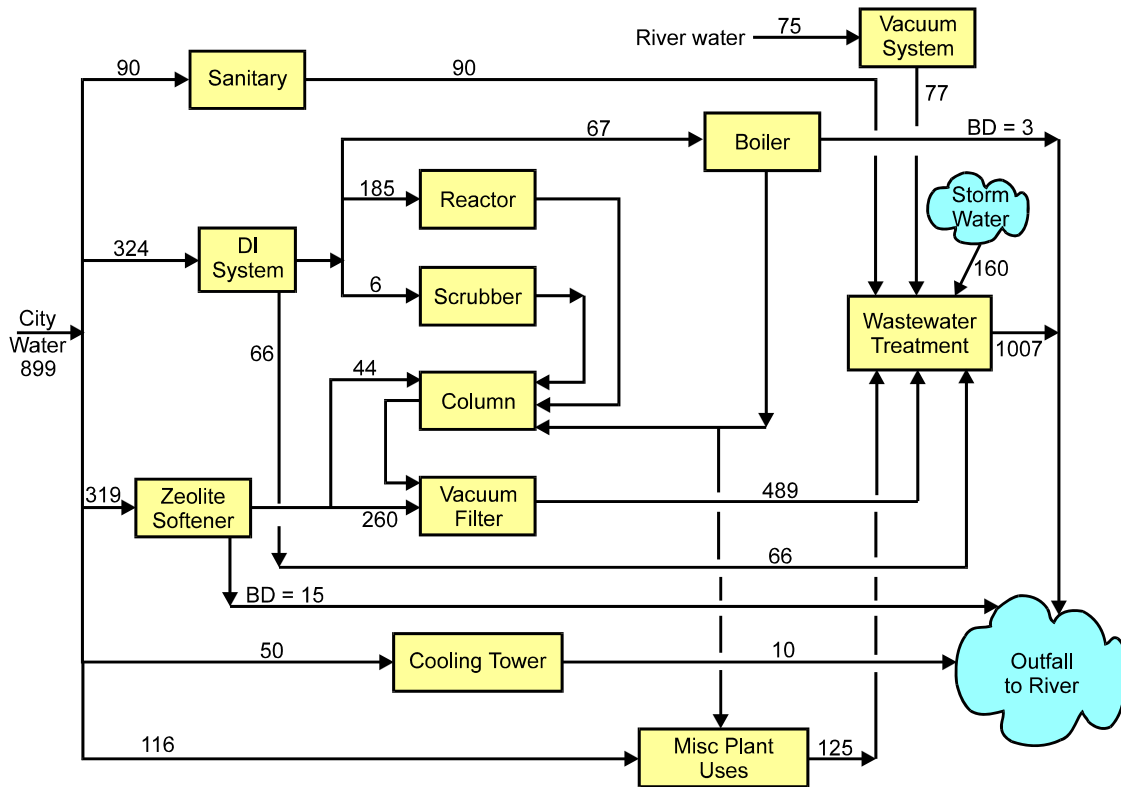 River water
75
Vacuum
System
90
Sanitary
90
77
67
Boiler
BD = 3
185
Reactor
Storm
Water
324
DI
System
6
Scrubber
160
City
Water
899
66
44
Column
Wastewater
Treatment
1007
319
Zeolite
Softener
260
Vacuum
Filter
489
66
BD = 15
50
Cooling Tower
10
Outfall
to River
116
Misc Plant
Uses
125